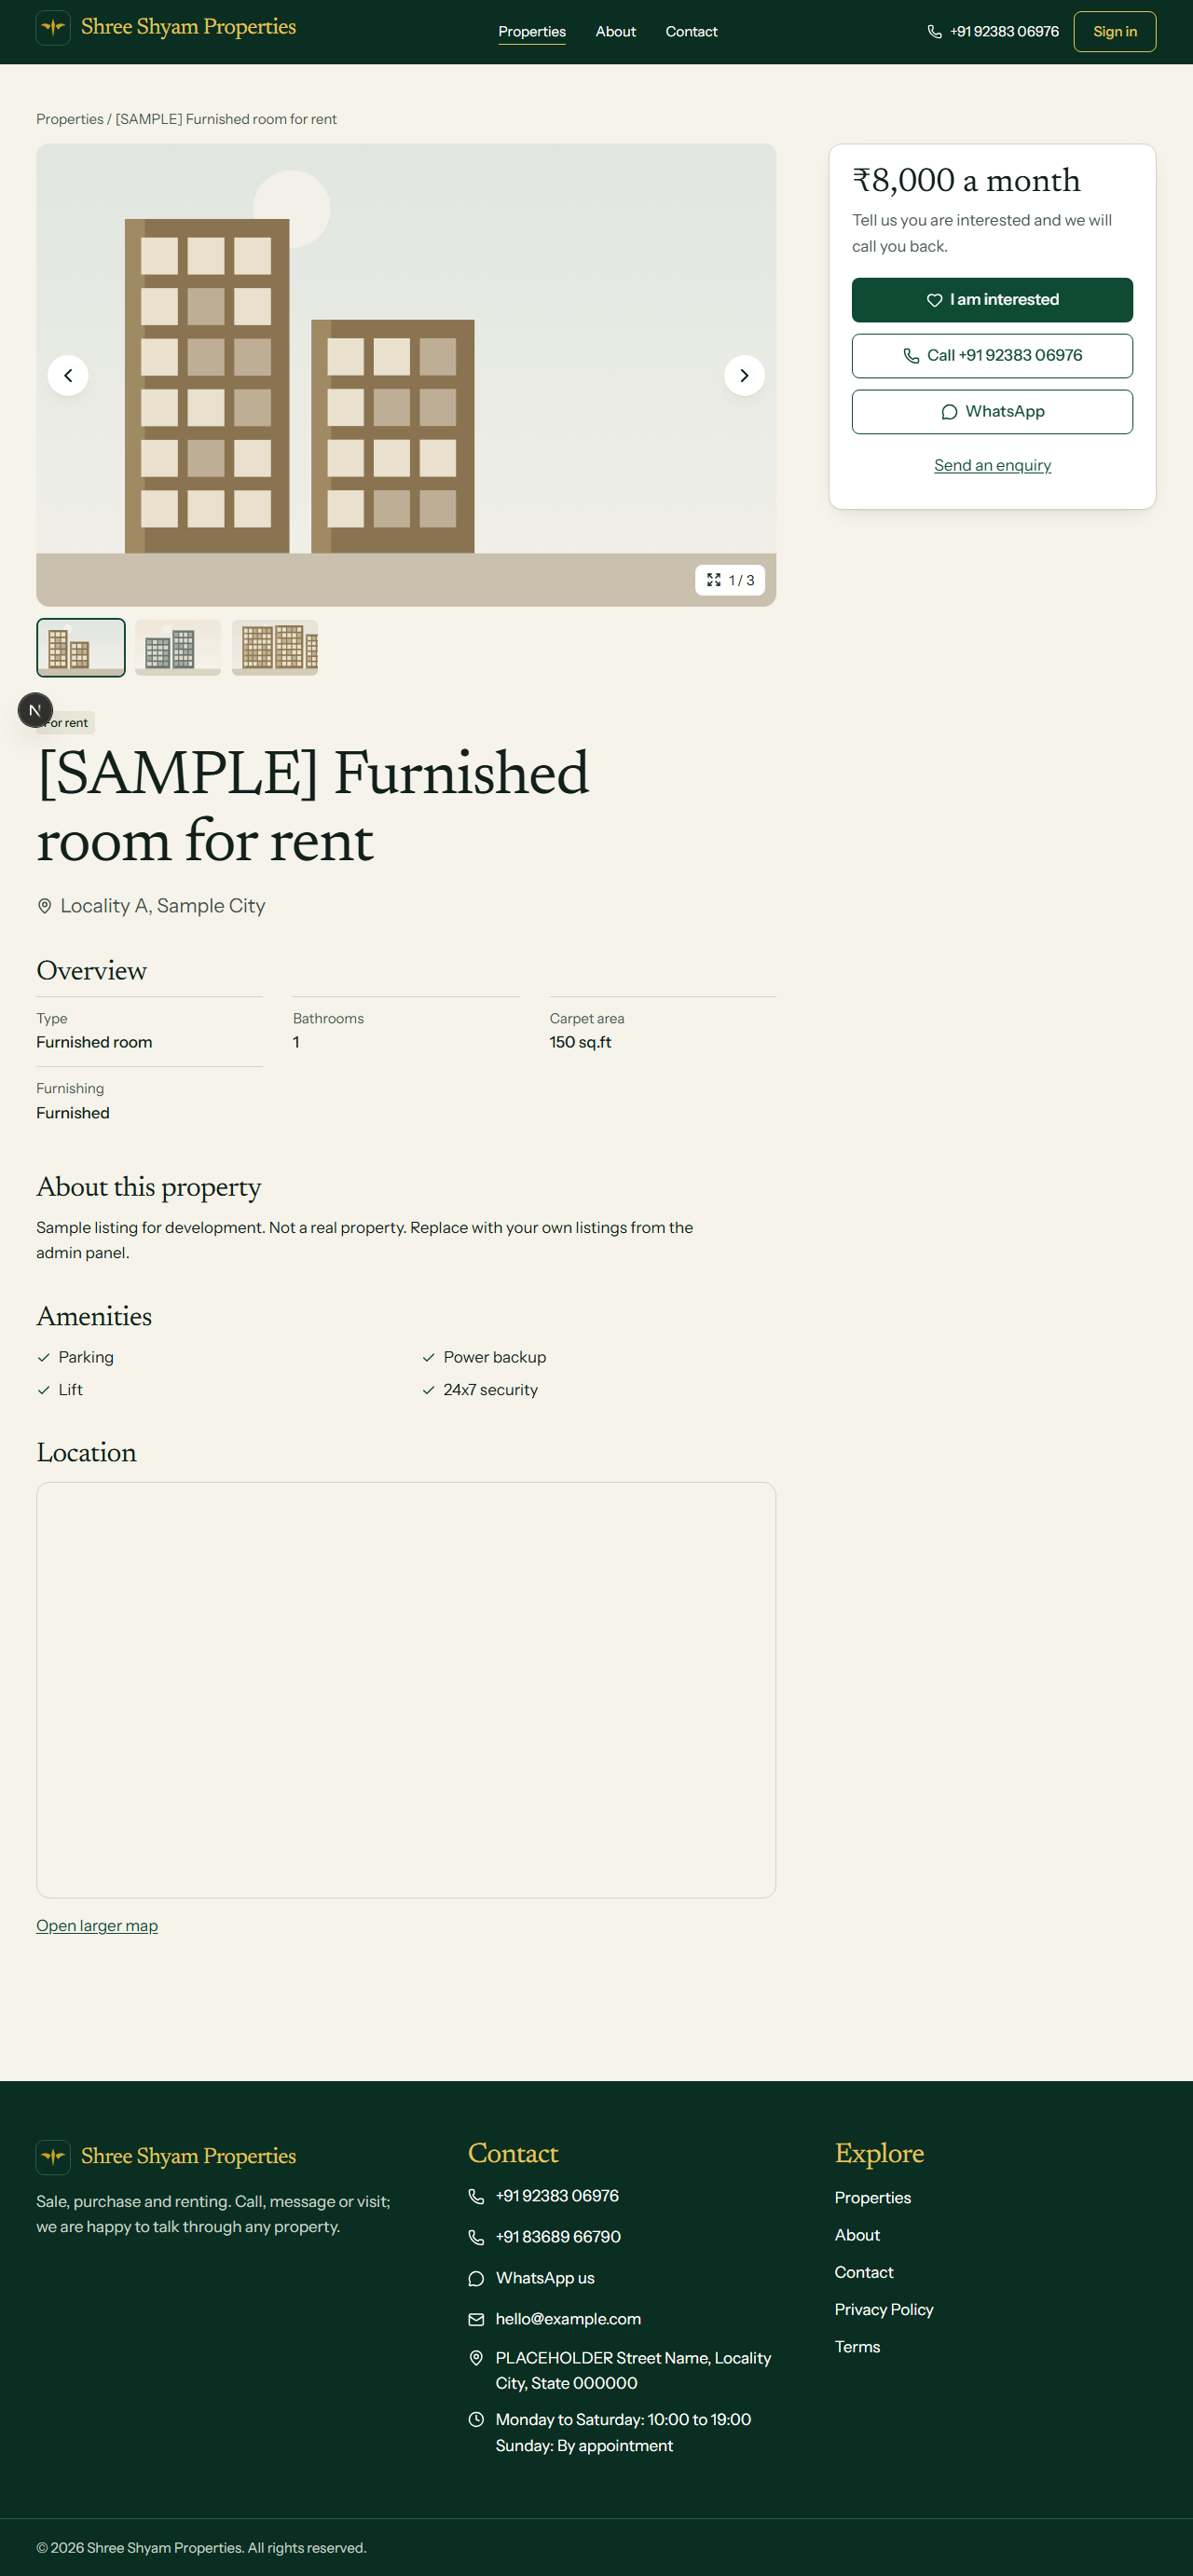 Shree Shyam Properties
Properties
About
Contact
+91 92383 06976
Sign in
Properties / [SAMPLE] Furnished room for rent
1 / 3
₹8,000 a month
Tell us you are interested and we will
call you back.
I am interested
Call +91 92383 06976
WhatsApp
Send an enquiry
N
For rent
[SAMPLE] Furnished
room for rent
Locality A, Sample City
Overview
Type
Furnished room
Bathrooms
1
Carpet area
150 sq.ft
Furnishing
Furnished
About this property
Sample listing for development. Not a real property. Replace with your own listings from the
admin panel.
Amenities
Parking
Power backup
Lift
24x7 security
Location
Open larger map
Shree Shyam Properties
Sale, purchase and renting. Call, message or visit;
we are happy to talk through any property.
Contact
+91 92383 06976
+91 83689 66790
WhatsApp us
hello@example.com
PLACEHOLDER Street Name, Locality
City, State 000000
Monday to Saturday: 10:00 to 19:00
Sunday: By appointment
Explore
Properties
About
Contact
Privacy Policy
Terms
© 2026 Shree Shyam Properties. All rights reserved.